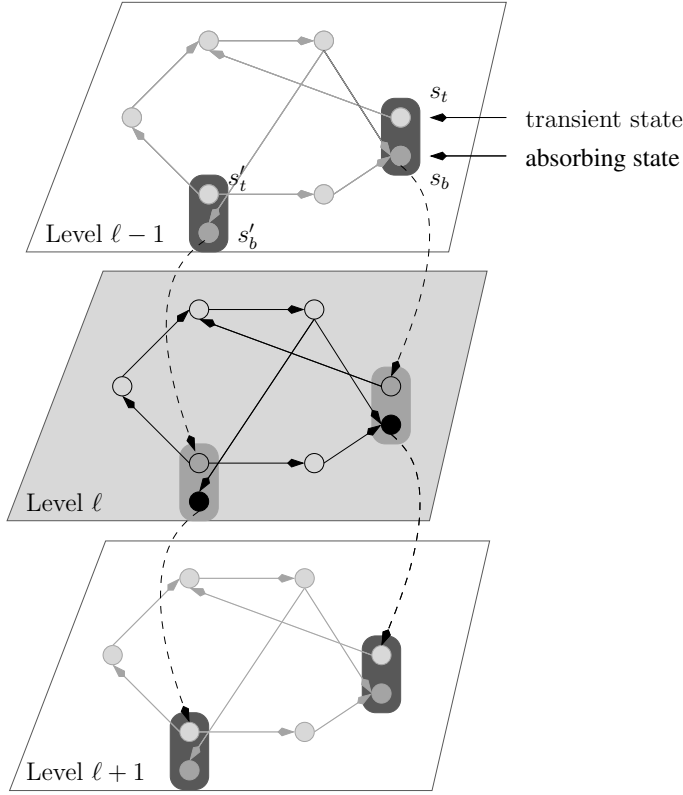 s_t
transient state
absorbing state
s_b
s'_t
s'_b
Level ℓ − 1
Level ℓ
Level ℓ + 1